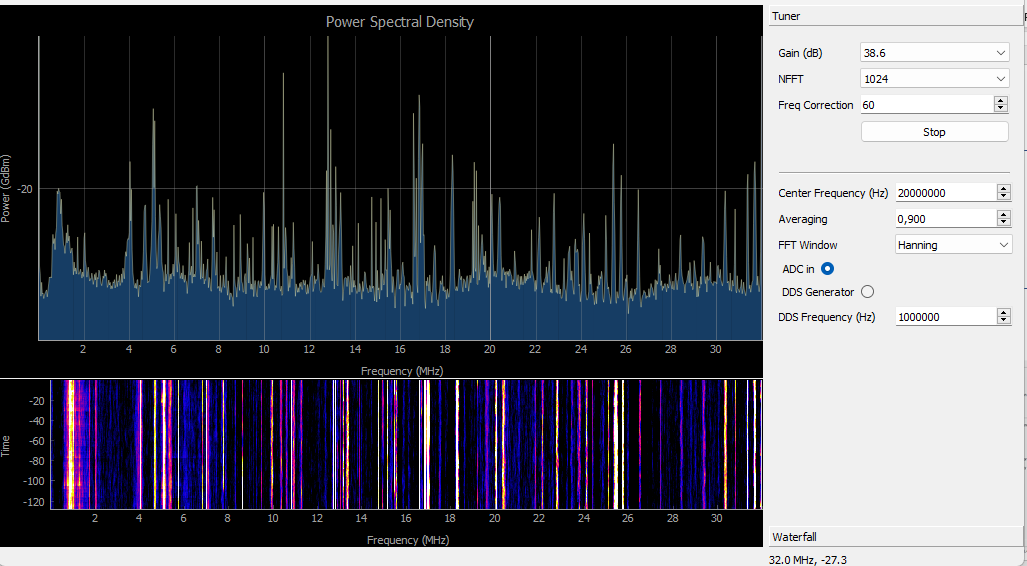 Power Spectral Density
Tuner
Gain (dB) 38.6
NFFT 1024
Freq Correction 60
Stop
Center Frequency (Hz) 20000000
Averaging 0,900
FFT Window Hanning
ADC in
DDS Generator
DDS Frequency (Hz) 1000000
Power (GdBm)
-20
2 4 6 8 10 12 14 16 18 20 22 24 26 28 30
Frequency (MHz)
Time
-20
-40
-60
-80
-100
-120
2 4 6 8 10 12 14 16 18 20 22 24 26 28 30
Frequency (MHz)
Waterfall
32.0 MHz, -27.3